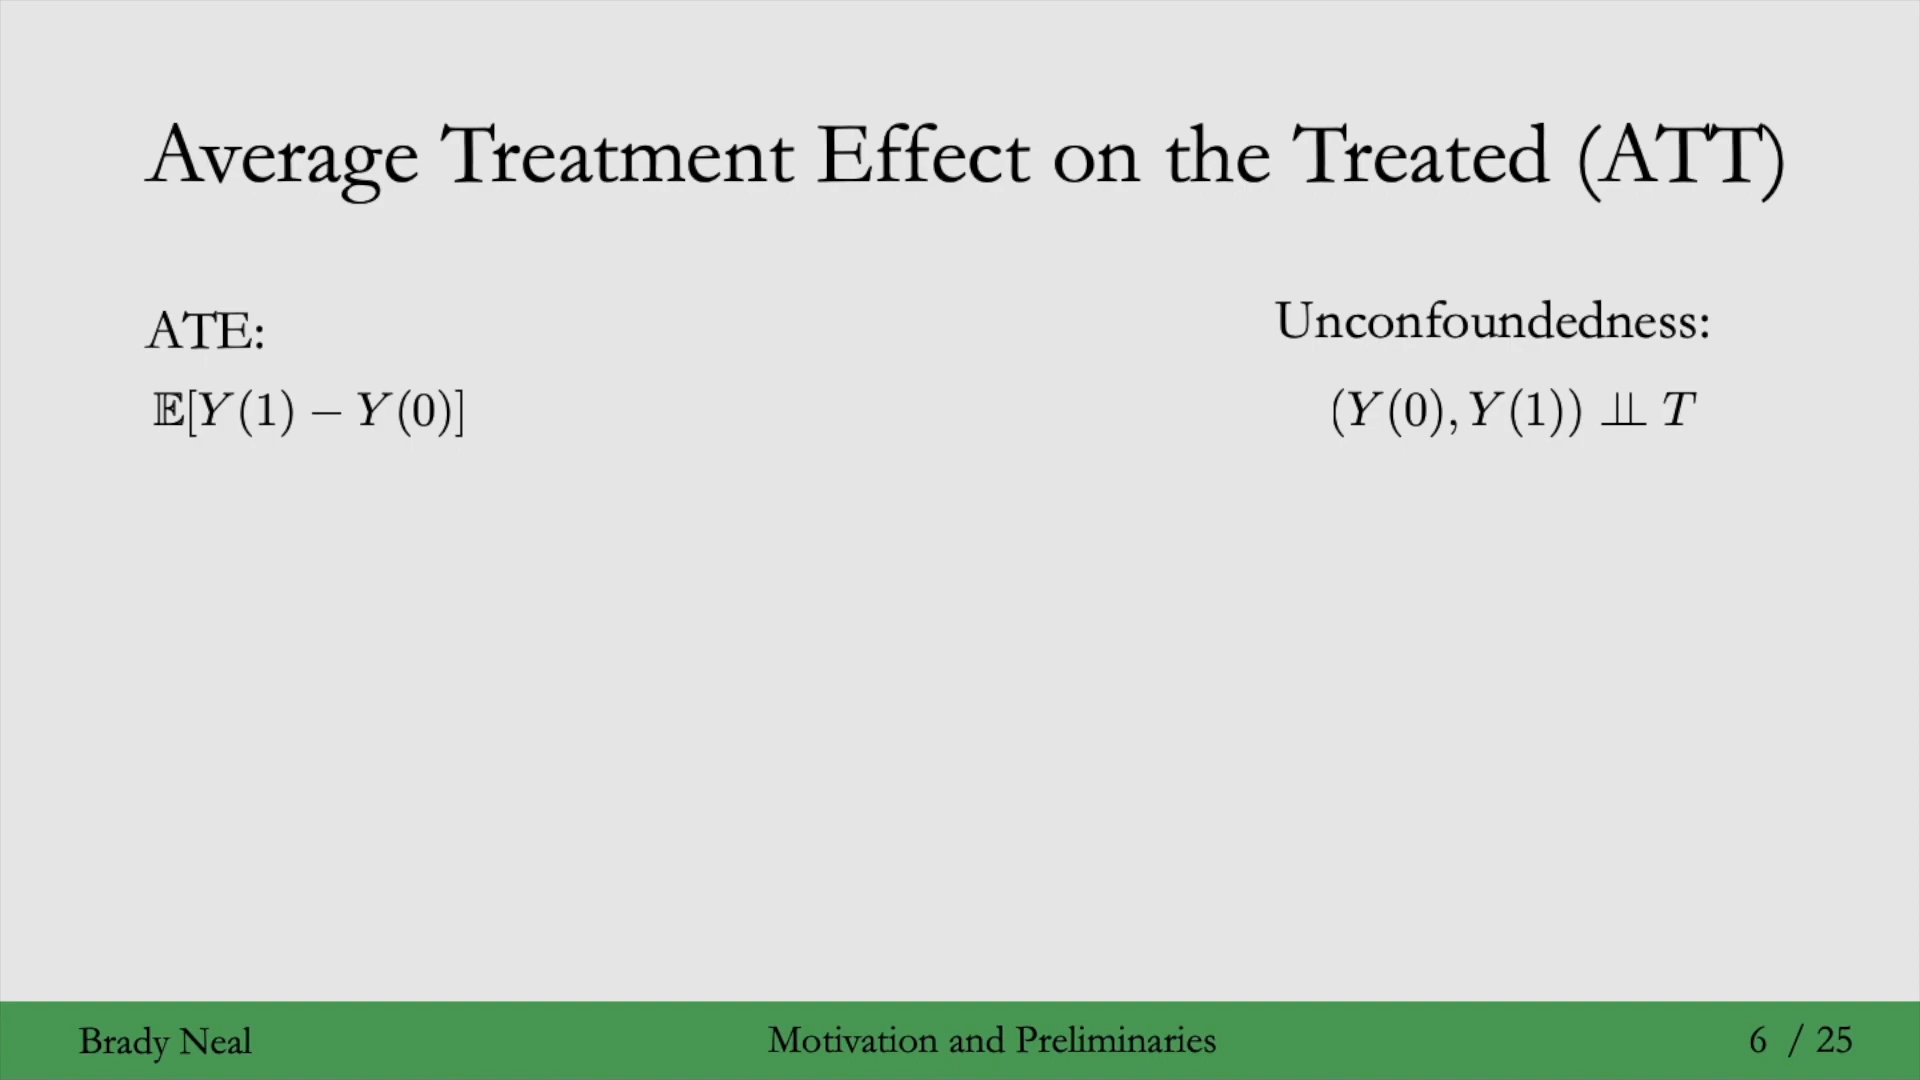 Average Treatment Effect on the Treated (ATT)
ATE:
𝔼[Y(1) − Y(0)]
Unconfoundedness:
(Y(0), Y(1)) ⫫ T
Brady Neal
Motivation and Preliminaries
6 / 25